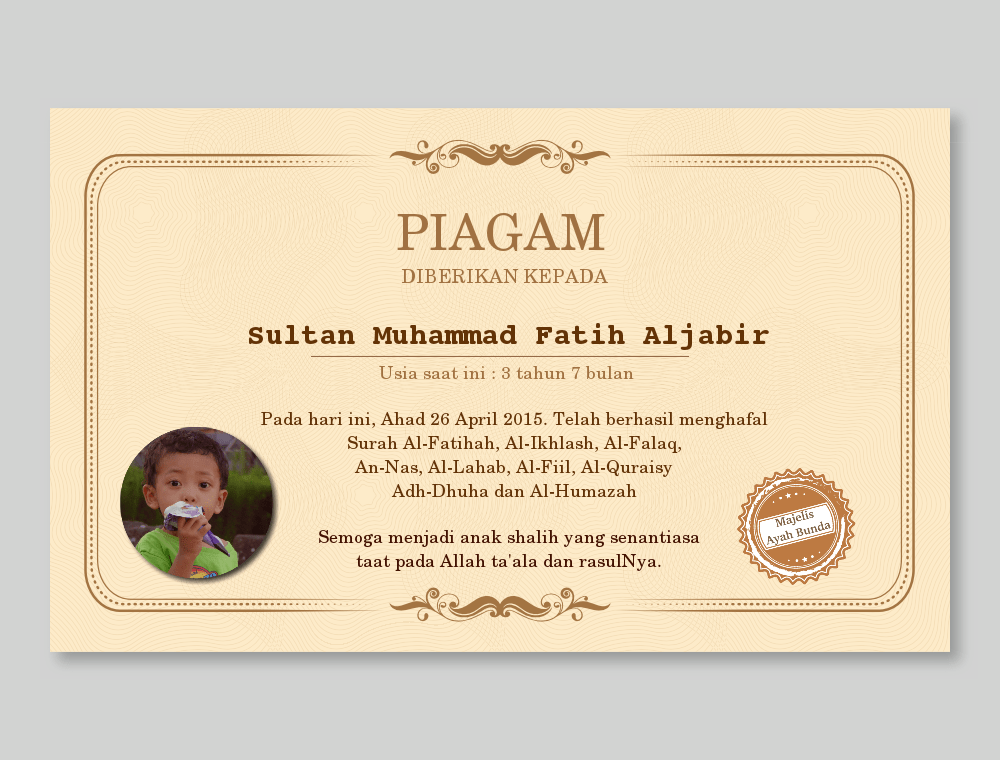 PIAGAM
DIBERIKAN KEPADA
Sultan Muhammad Fatih Aljabir
Usia saat ini : 3 tahun 7 bulan
Pada hari ini, Ahad 26 April 2015. Telah berhasil menghafal
Surah Al-Fatihah, Al-Ikhlash, Al-Falaq,
An-Nas, Al-Lahab, Al-Fiil, Al-Quraisy
Adh-Dhuha dan Al-Humazah
Semoga menjadi anak shalih yang senantiasa
taat pada Allah ta'ala dan rasulNya.
Majelis
Ayah Bunda